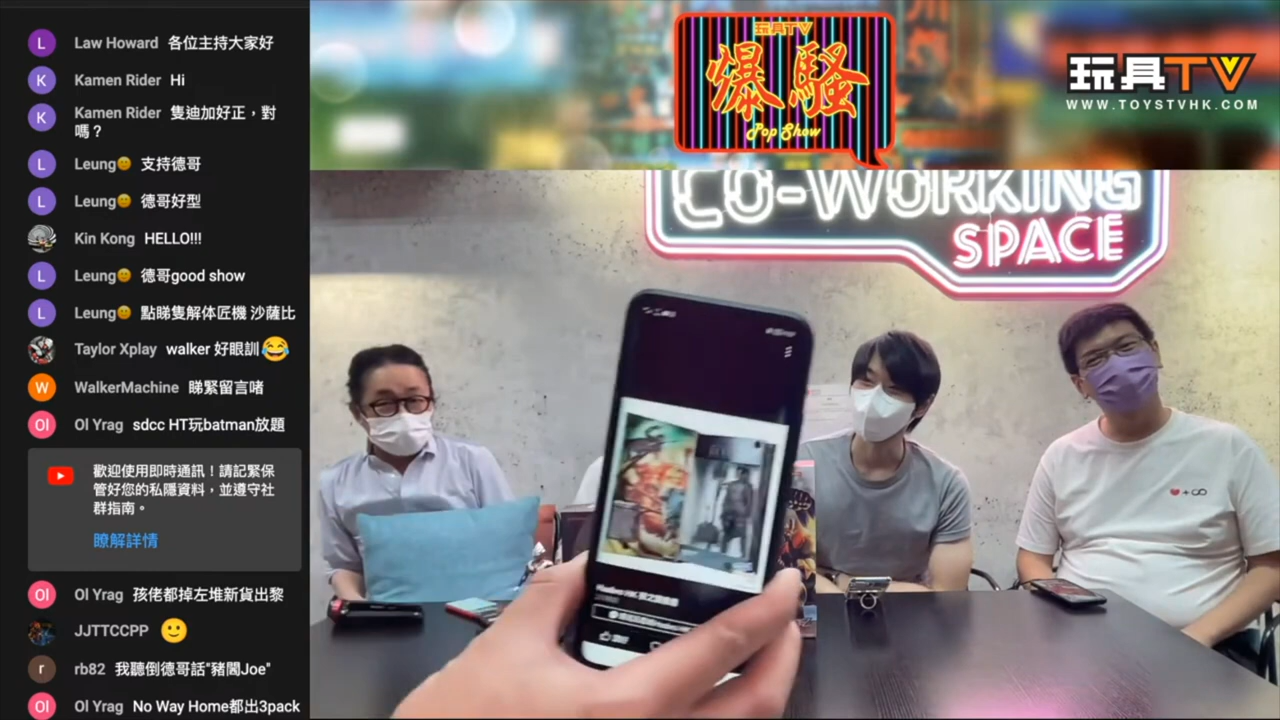 Law Howard 各位主持大家好
Kamen Rider Hi
Kamen Rider 隻迪加好正，對
嗎？
Leung 支持德哥
Leung 德哥好型
Kin Kong HELLO!!!
Leung 德哥good show
Leung 點睇隻解体匠機 沙薩比
Taylor Xplay walker 好眼訓
WalkerMachine 睇緊留言啫
Ol Yrag sdcc HT玩batman放題
歡迎使用即時通訊！請記緊保
管好您的私隱資料，並遵守社
群指南。
瞭解詳情
Ol Yrag 孩佬都掉左堆新貨出黎
JJTTCCPP
rb82 我聽倒德哥話"豬閣Joe"
Ol Yrag No Way Home都出3pack
玩具TV
爆騷
Pop Show
玩具TV
WWW.TOYSTVHK.COM
CO-WORKING
SPACE